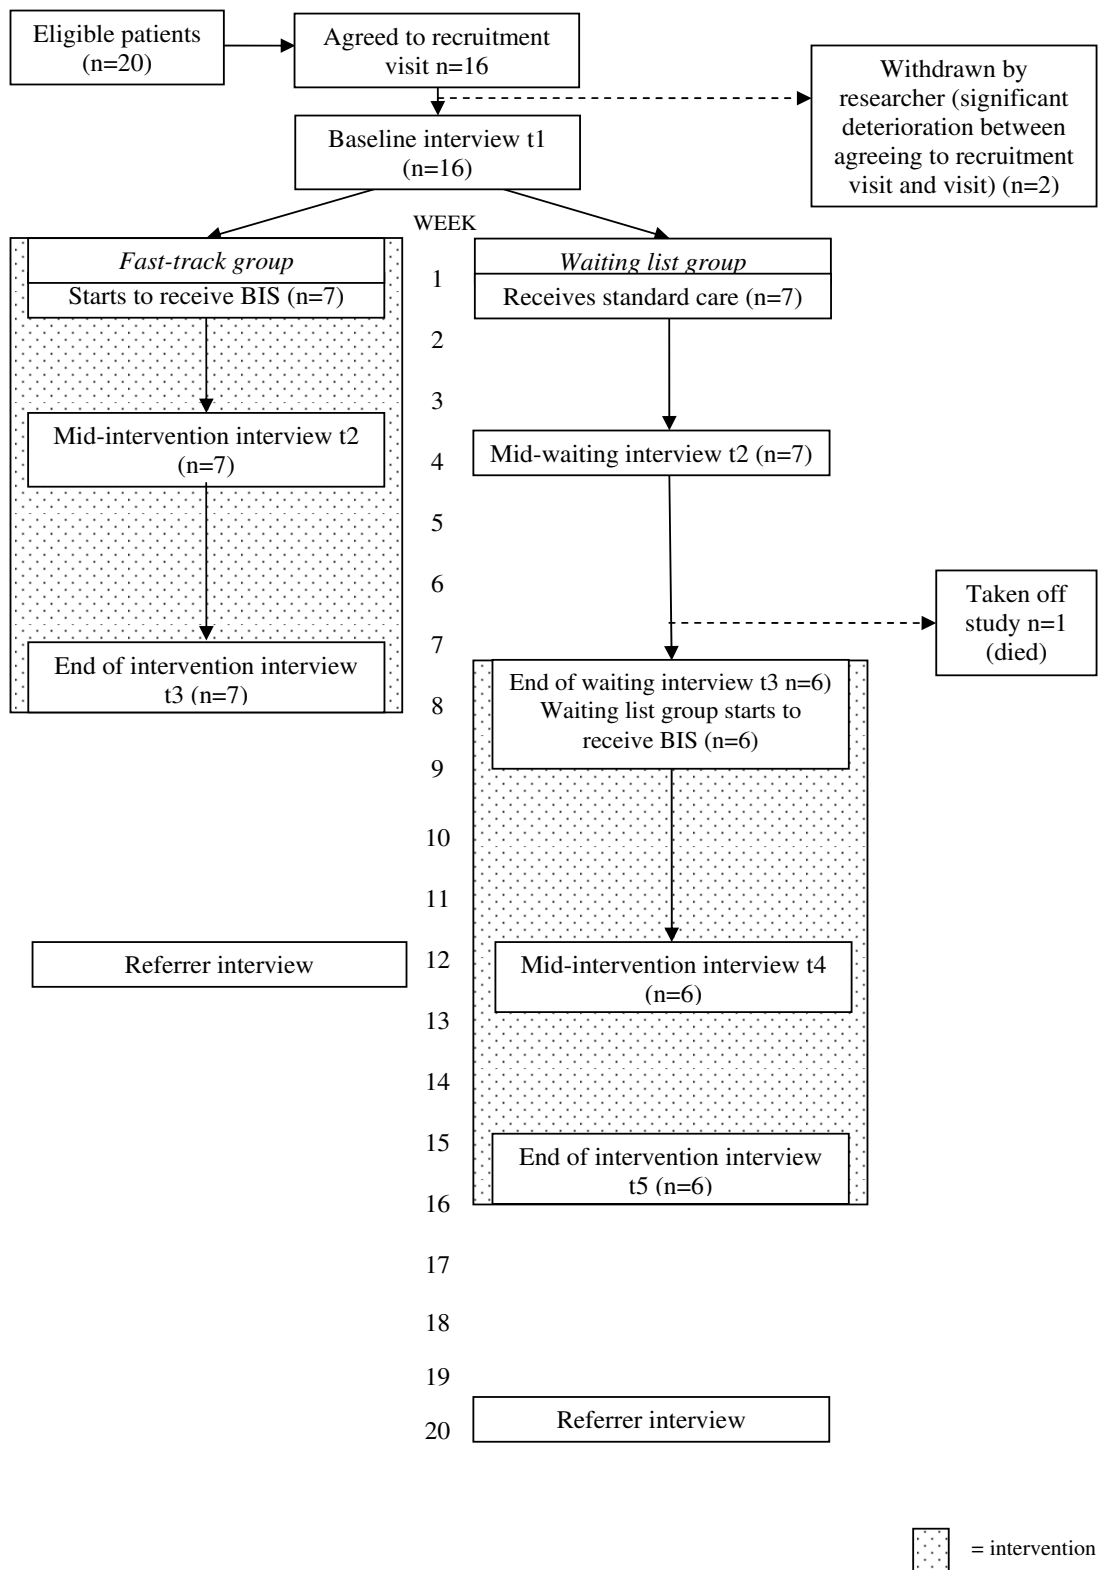 Eligible patients
(n=20)
Agreed to recruitment
visit n=16
Withdrawn by
researcher (significant
deterioration between
agreeing to recruitment
visit and visit) (n=2)
Baseline interview t1
(n=16)
WEEK
Fast-track group
Starts to receive BIS (n=7)
Waiting list group
Receives standard care (n=7)
1
2
3
Mid-intervention interview t2
(n=7)
Mid-waiting interview t2 (n=7)
4
5
6
Taken off
study n=1
(died)
7
End of intervention interview
t3 (n=7)
End of waiting interview t3 n=6)
Waiting list group starts to
receive BIS (n=6)
8
9
10
11
Referrer interview
12
Mid-intervention interview t4
(n=6)
13
14
15
End of intervention interview
t5 (n=6)
16
17
18
19
Referrer interview
20
= intervention